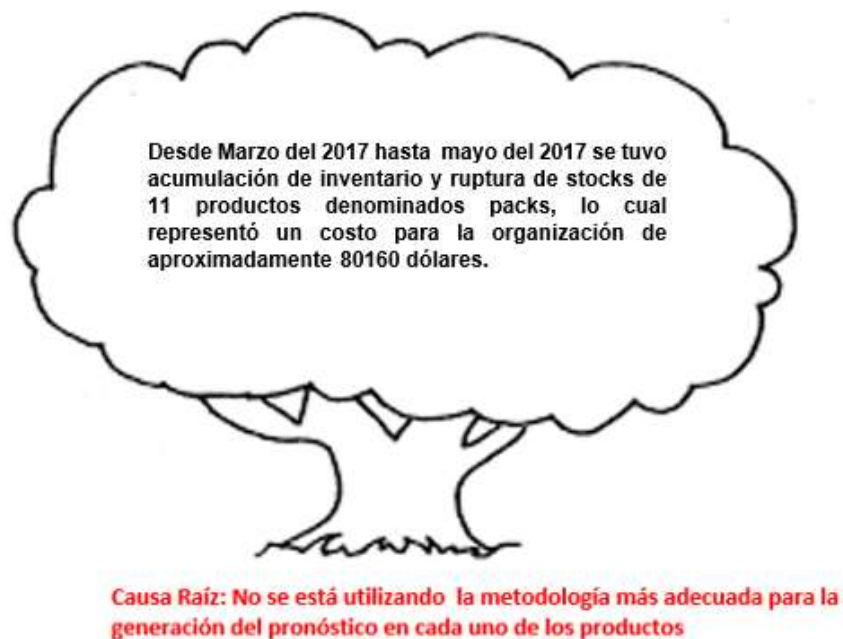 Desde Marzo del 2017 hasta mayo del 2017 se tuvo
acumulación de inventario y ruptura de stocks de
11 productos denominados packs, lo cual
representó un costo para la organización de
aproximadamente 80160 dólares.
Causa Raíz: No se está utilizando la metodología más adecuada para la
generación del pronóstico en cada uno de los productos